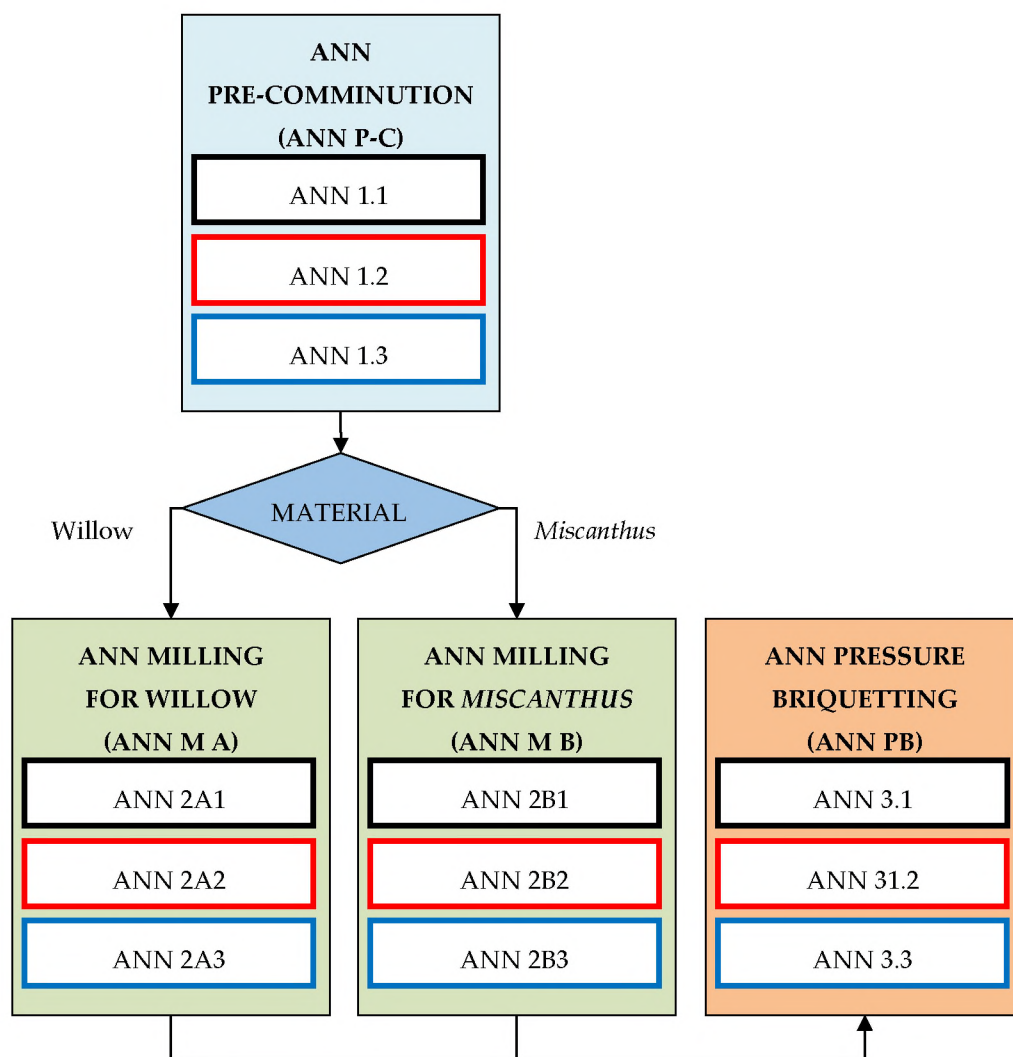 ANN
PRE-COMMINUTION
(ANN P-C)
ANN 1.1
ANN 1.2
ANN 1.3
MATERIAL
Willow
Miscanthus
ANN MILLING
FOR WILLOW
(ANN M A)
ANN 2A1
ANN 2A2
ANN 2A3
ANN MILLING
FOR MISCANTHUS
(ANN M B)
ANN 2B1
ANN 2B2
ANN 2B3
ANN PRESSURE
BRIQUETTING
(ANN PB)
ANN 3.1
ANN 31.2
ANN 3.3